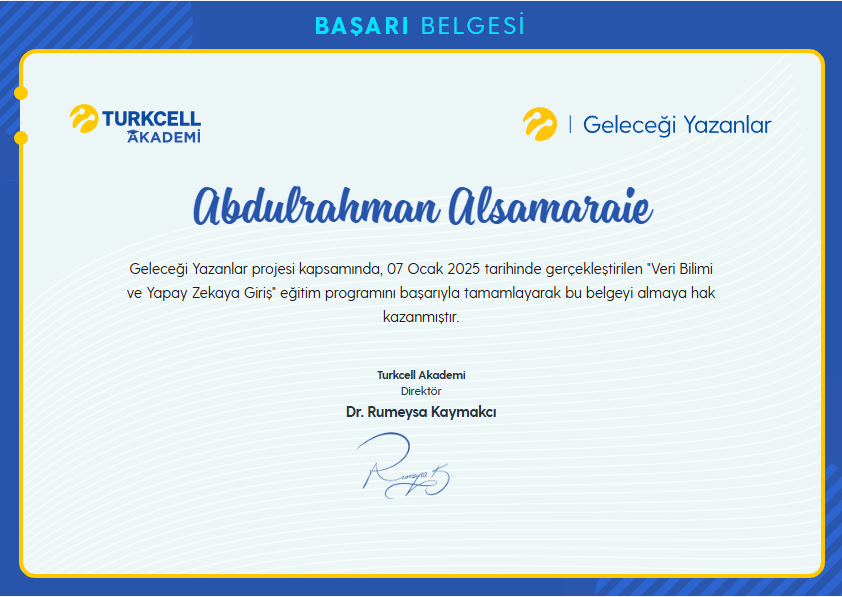 BAŞARI BELGESİ
TURKCELL
AKADEMİ
Geleceği Yazanlar
Abdulrahman Alsamaraie
Geleceği Yazanlar projesi kapsamında, 07 Ocak 2025 tarihinde gerçekleştirilen "Veri Bilimi
ve Yapay Zekaya Giriş" eğitim programını başarıyla tamamlayarak bu belgeyi almaya hak
kazanmıştır.
Turkcell Akademi
Direktör
Dr. Rumeysa Kaymakcı
Rumeysa K